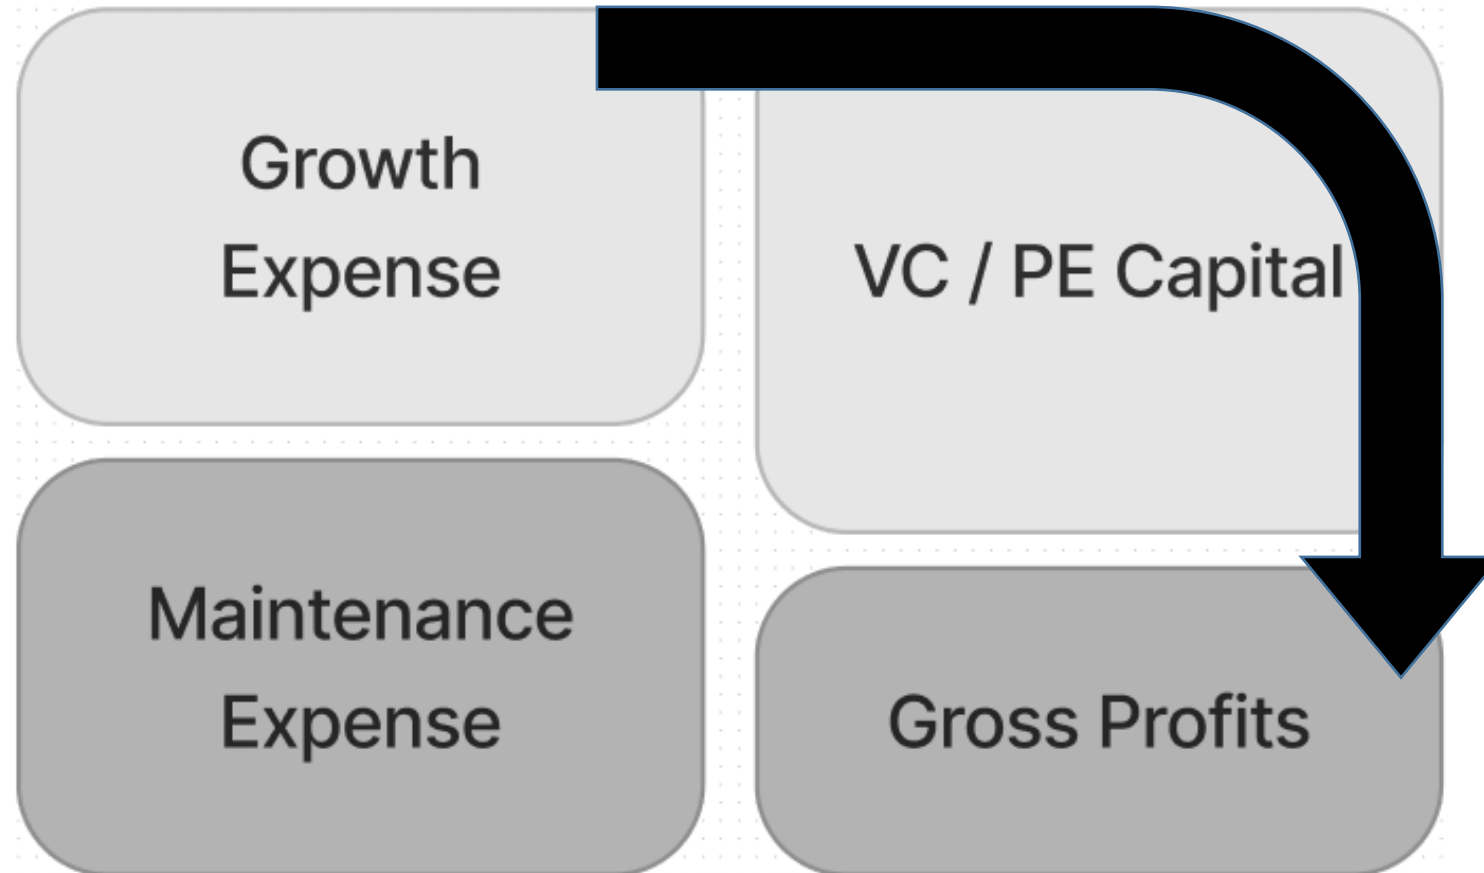 Growth
Expense
VC / PE Capital
Maintenance
Expense
Gross Profits